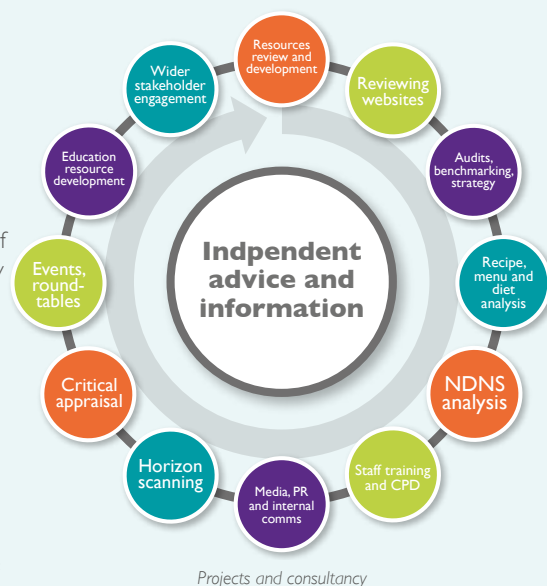 Resources
review and
development
Reviewing
websites
Audits,
benchmarking,
strategy
Recipe,
menu and
diet
analysis
NDNS
analysis
Staff training
and CPD
Media, PR
and internal
comms
Horizon
scanning
Critical
appraisal
Events,
round-
tables
Education
resource
development
Wider
stakeholder
engagement
Indpendent
advice and
information
Projects and consultancy